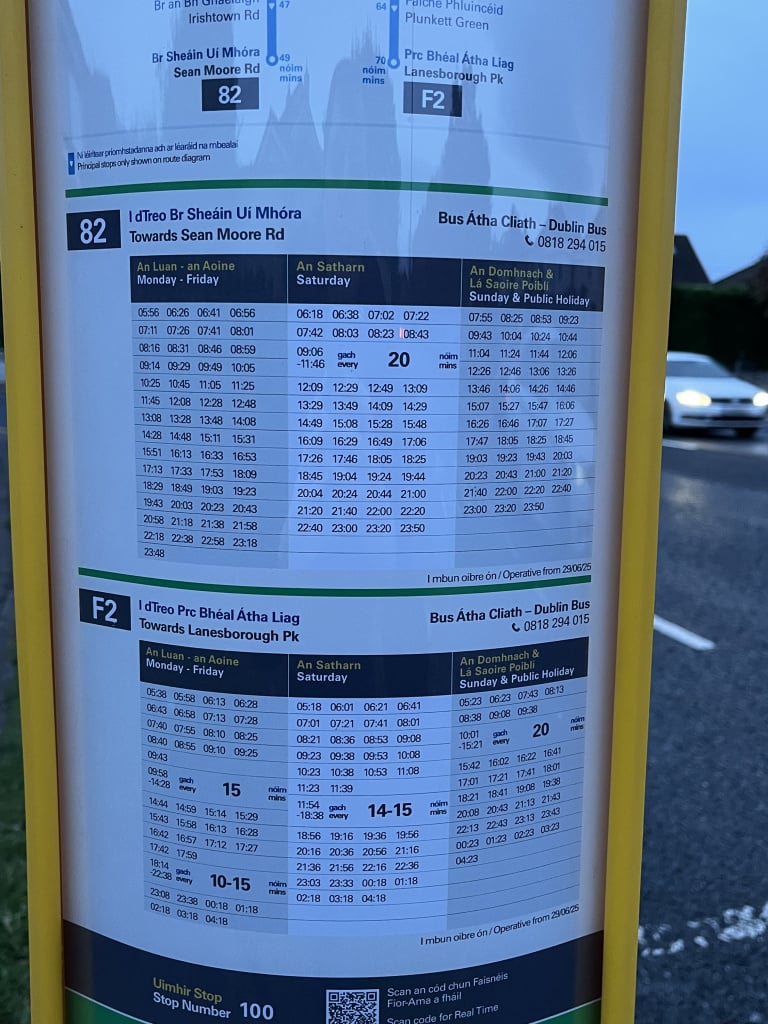 Br an
47
Irishtown Rd
Br Sheáin Uí Mhóra
Sean Moore Rd
49
nóim
mins
82
64
Faiche Phluincéid
Plunkett Green
70
nóim
mins
Prc Bhéal Átha Liag
Lanesborough Pk
F2
Ní léirítear príomhstadanna ach ar léaráid na mbealaí
Principal stops only shown on route diagram
82
I dTreo Br Sheáin Uí Mhóra
Towards Sean Moore Rd
Bus Átha Cliath – Dublin Bus
0818 294 015
An Luan - an Aoine
Monday - Friday
05:56 06:26 06:41 06:56
07:11 07:26 07:41 08:01
08:16 08:31 08:46 08:59
09:14 09:29 09:49 10:05
10:25 10:45 11:05 11:25
11:45 12:08 12:28 12:48
13:08 13:28 13:48 14:08
14:28 14:48 15:11 15:31
15:51 16:13 16:33 16:53
17:13 17:33 17:53 18:09
18:29 18:49 19:03 19:23
19:43 20:03 20:23 20:43
20:58 21:18 21:38 21:58
22:18 22:38 22:58 23:18
23:48
An Satharn
Saturday
06:18 06:38 07:02 07:22
07:42 08:03 08:23 08:43
09:06
-11:46
gach
every
20
nóim
mins
12:09 12:29 12:49 13:09
13:29 13:49 14:09 14:29
14:49 15:08 15:28 15:48
16:09 16:29 16:49 17:06
17:26 17:46 18:05 18:25
18:45 19:04 19:24 19:44
20:04 20:24 20:44 21:00
21:20 21:40 22:00 22:20
22:40 23:00 23:20 23:50
An Domhnach &
Lá Saoire Poiblí
Sunday & Public Holiday
07:55 08:25 08:53 09:23
09:43 10:04 10:24 10:44
11:04 11:24 11:44 12:06
12:26 12:46 13:06 13:26
13:46 14:06 14:26 14:46
15:07 15:27 15:47 16:06
16:26 16:46 17:07 17:27
17:47 18:05 18:25 18:45
19:03 19:23 19:43 20:03
20:23 20:43 21:00 21:20
21:40 22:00 22:20 22:40
23:00 23:20 23:50
I mbun oibre ón / Operative from 29/06/25
F2
I dTreo Prc Bhéal Átha Liag
Towards Lanesborough Pk
Bus Átha Cliath – Dublin Bus
0818 294 015
An Luan - an Aoine
Monday - Friday
05:38 05:58 06:13 06:28
06:43 06:58 07:13 07:28
07:40 07:55 08:10 08:25
08:40 08:55 09:10 09:25
09:43
09:58
-14:28
gach
every
15
nóim
mins
14:44 14:59 15:14 15:29
15:43 15:58 16:13 16:28
16:42 16:57 17:12 17:27
17:42 17:59
18:14
-22:38
gach
every
10-15
nóim
mins
23:08 23:38 00:18 01:18
02:18 03:18 04:18
An Satharn
Saturday
05:18 06:01 06:21 06:41
07:01 07:21 07:41 08:01
08:21 08:36 08:53 09:08
09:23 09:38 09:53 10:08
10:23 10:38 10:53 11:08
11:23 11:39
11:54
-18:38
gach
every
14-15
nóim
mins
18:56 19:16 19:36 19:56
20:16 20:36 20:56 21:16
21:36 21:56 22:16 22:36
23:03 23:33 00:18 01:18
02:18 03:18 04:18
An Domhnach &
Lá Saoire Poiblí
Sunday & Public Holiday
05:23 06:23 07:43 08:13
08:38 09:08 09:38
10:01
-15:21
gach
every
20
nóim
mins
15:42 16:02 16:22 16:41
17:01 17:21 17:41 18:01
18:21 18:41 19:08 19:38
20:08 20:43 21:13 21:43
22:13 22:43 23:13 23:43
00:23 01:23 02:23 03:23
04:23
I mbun oibre ón / Operative from 29/06/25
Uimhir Stop
Stop Number 100
Scan an cód chun Faisnéis
Fíor-Ama a fháil
Scan code for Real Time